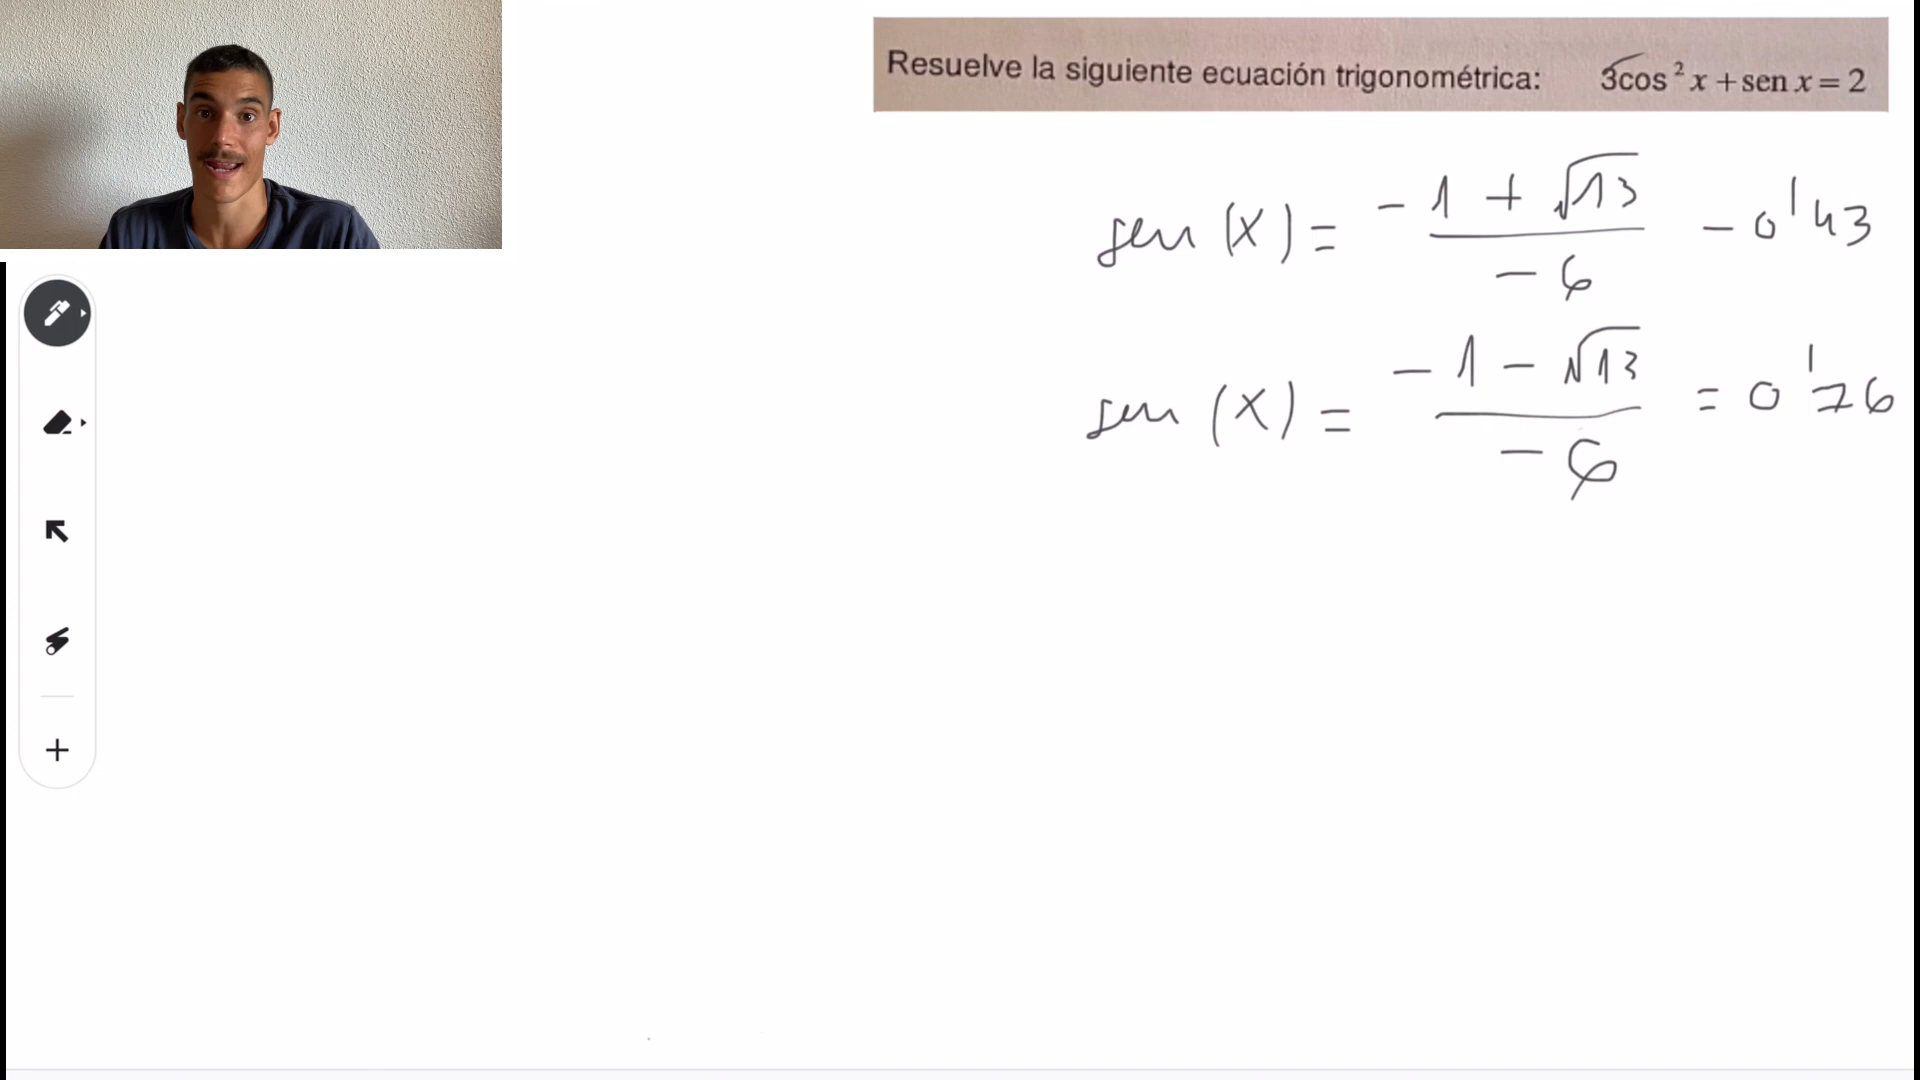 Resuelve la siguiente ecuación trigonométrica: 3cos²x + sen x = 2
sen (x) = (-1 + √13) / -6 - 0'43
sen (x) = (-1 - √13) / -6 = 0'76